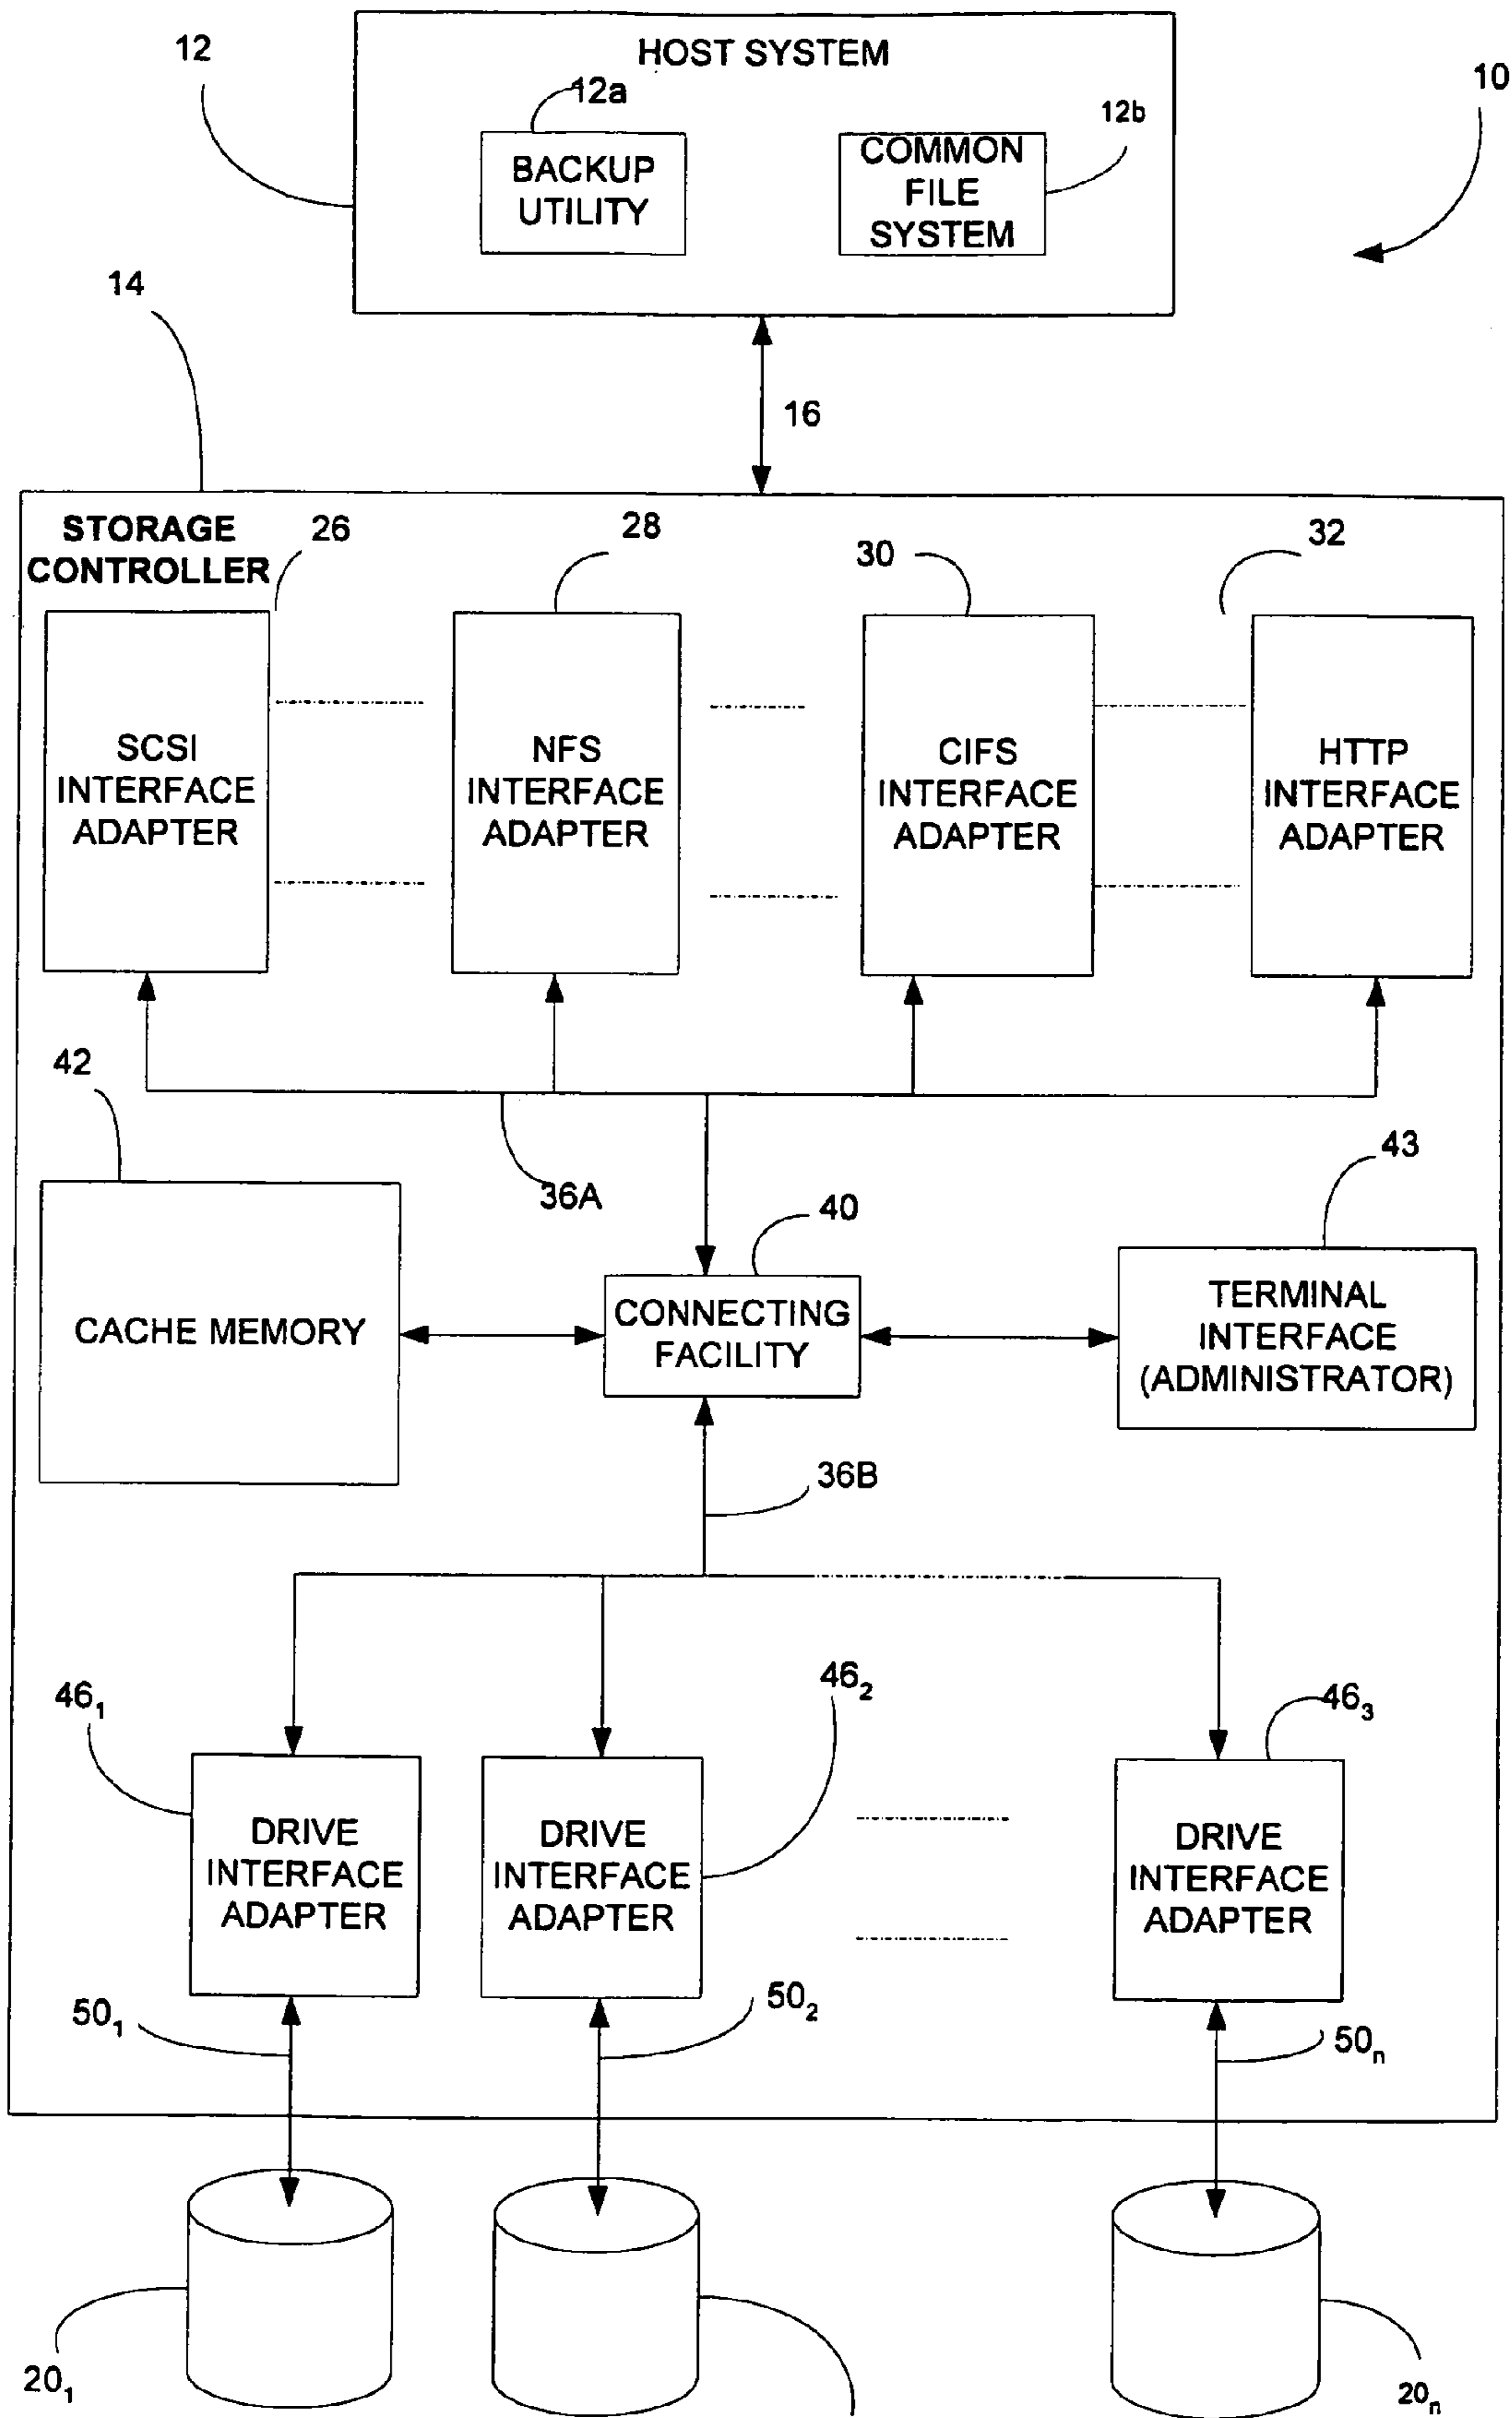 12
HOST SYSTEM
10
12a
12b
BACKUP
UTILITY
COMMON
FILE
SYSTEM
14
16
STORAGE
CONTROLLER
26
28
30
32
SCSI
INTERFACE
ADAPTER
NFS
INTERFACE
ADAPTER
CIFS
INTERFACE
ADAPTER
HTTP
INTERFACE
ADAPTER
42
36A
40
43
CACHE MEMORY
CONNECTING
FACILITY
TERMINAL
INTERFACE
(ADMINISTRATOR)
36B
46₁
46₂
46₃
DRIVE
INTERFACE
ADAPTER
DRIVE
INTERFACE
ADAPTER
DRIVE
INTERFACE
ADAPTER
50₁
50₂
50ₙ
20₁
20ₙ